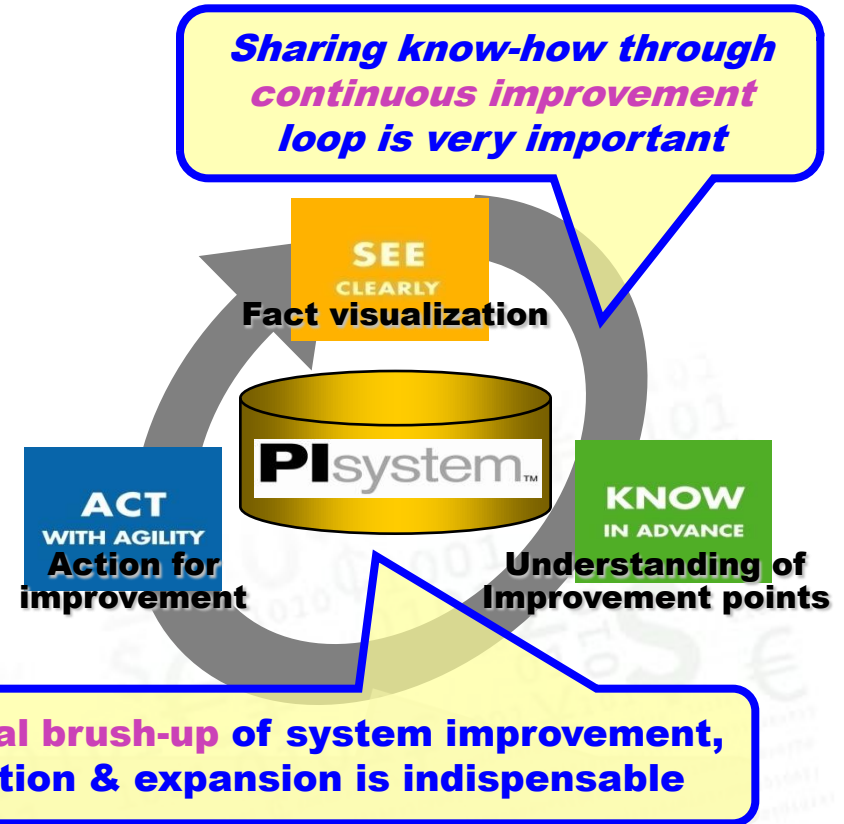 Sharing know-how through
continuous improvement
loop is very important
SEE
CLEARLY
Fact visualization
PIsystem™
ACT
WITH AGILITY
Action for
improvement
KNOW
IN ADVANCE
Understanding of
Improvement points
al brush-up of system improvement,
tion & expansion is indispensable